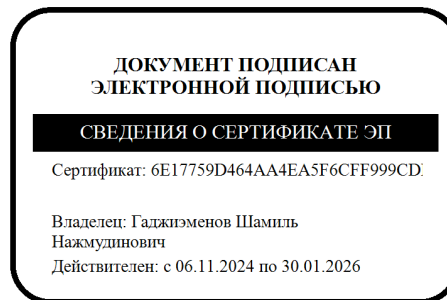 ДОКУМЕНТ ПОДПИСАН
ЭЛЕКТРОННОЙ ПОДПИСЬЮ
СВЕДЕНИЯ О СЕРТИФИКАТЕ ЭП
Сертификат: 6E17759D464AA4EA5F6CFF999CD
Владелец: Гаджиэменов Шамиль
Нажмудинович
Действителен: с 06.11.2024 по 30.01.2026